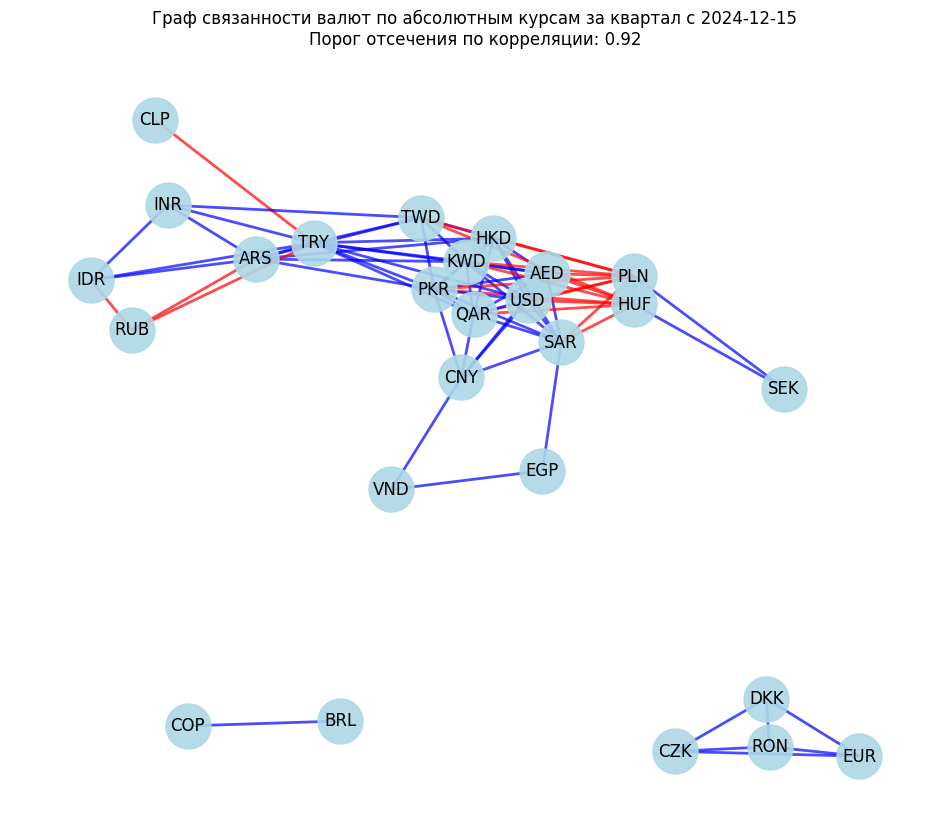 Граф связанности валют по абсолютным курсам за квартал с 2024-12-15
Порог отсечения по корреляции: 0.92
CLP
INR
TWD
HKD
TRY
ARS
KWD
AED
PLN
IDR
PKR
USD
HUF
QAR
RUB
SAR
CNY
SEK
EGP
VND
DKK
COP
BRL
RON
CZK
EUR